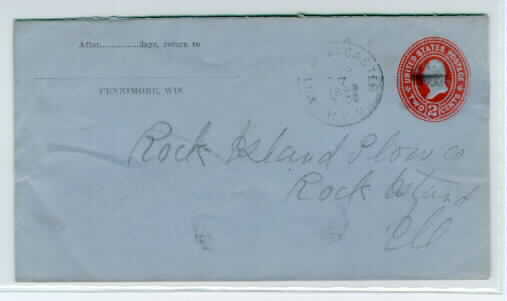 After..............days, return to
FENNIMORE, WIS
UNITED STATES POSTAGE
TWO 2 CENTS
Rock Island Plow Co
Rock Island
Ill